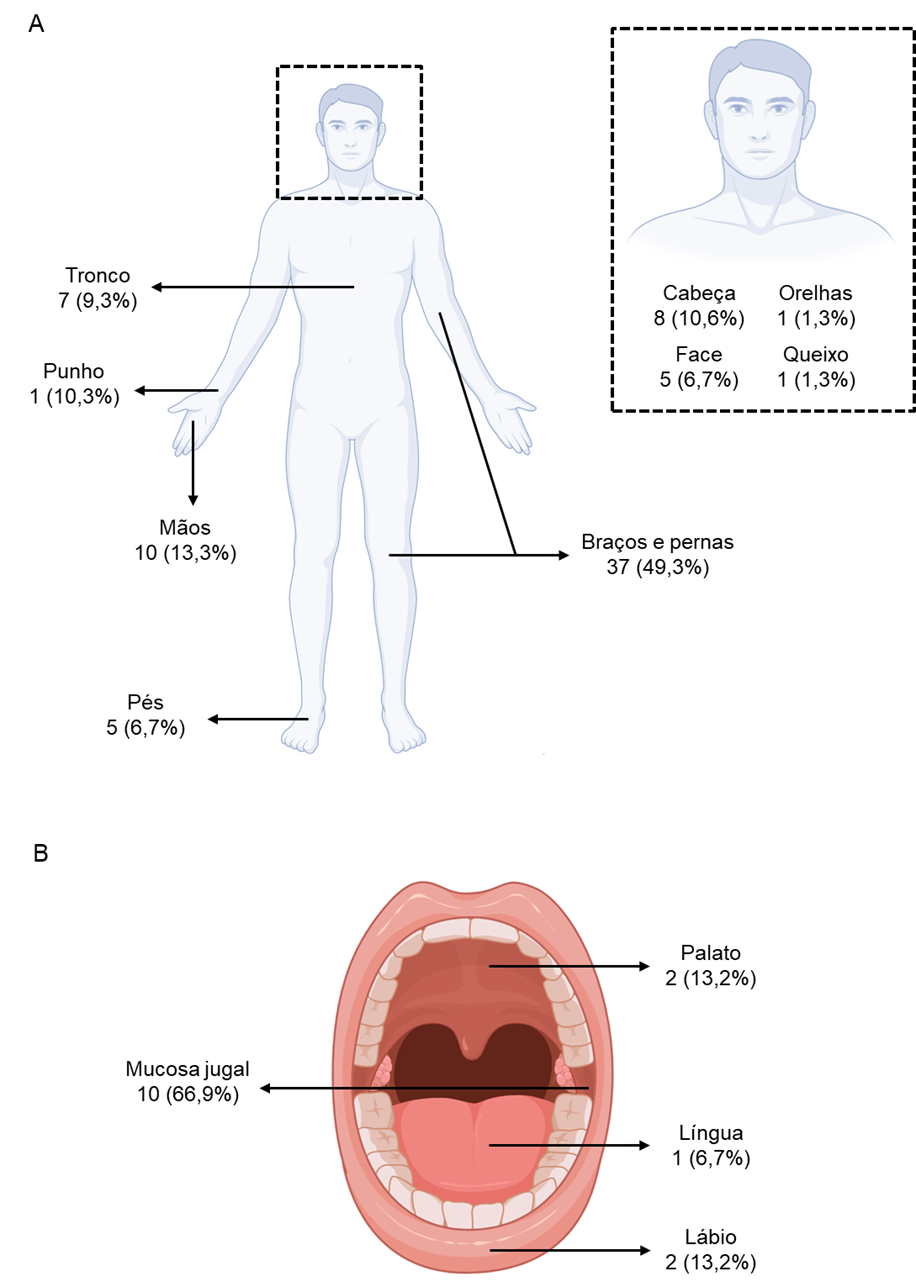 A
Tronco
7 (9,3%)
Punho
1 (10,3%)
Mãos
10 (13,3%)
Pés
5 (6,7%)
Braços e pernas
37 (49,3%)
Cabeça
8 (10,6%)
Orelhas
1 (1,3%)
Face
5 (6,7%)
Queixo
1 (1,3%)
B
Palato
2 (13,2%)
Mucosa jugal
10 (66,9%)
Língua
1 (6,7%)
Lábio
2 (13,2%)